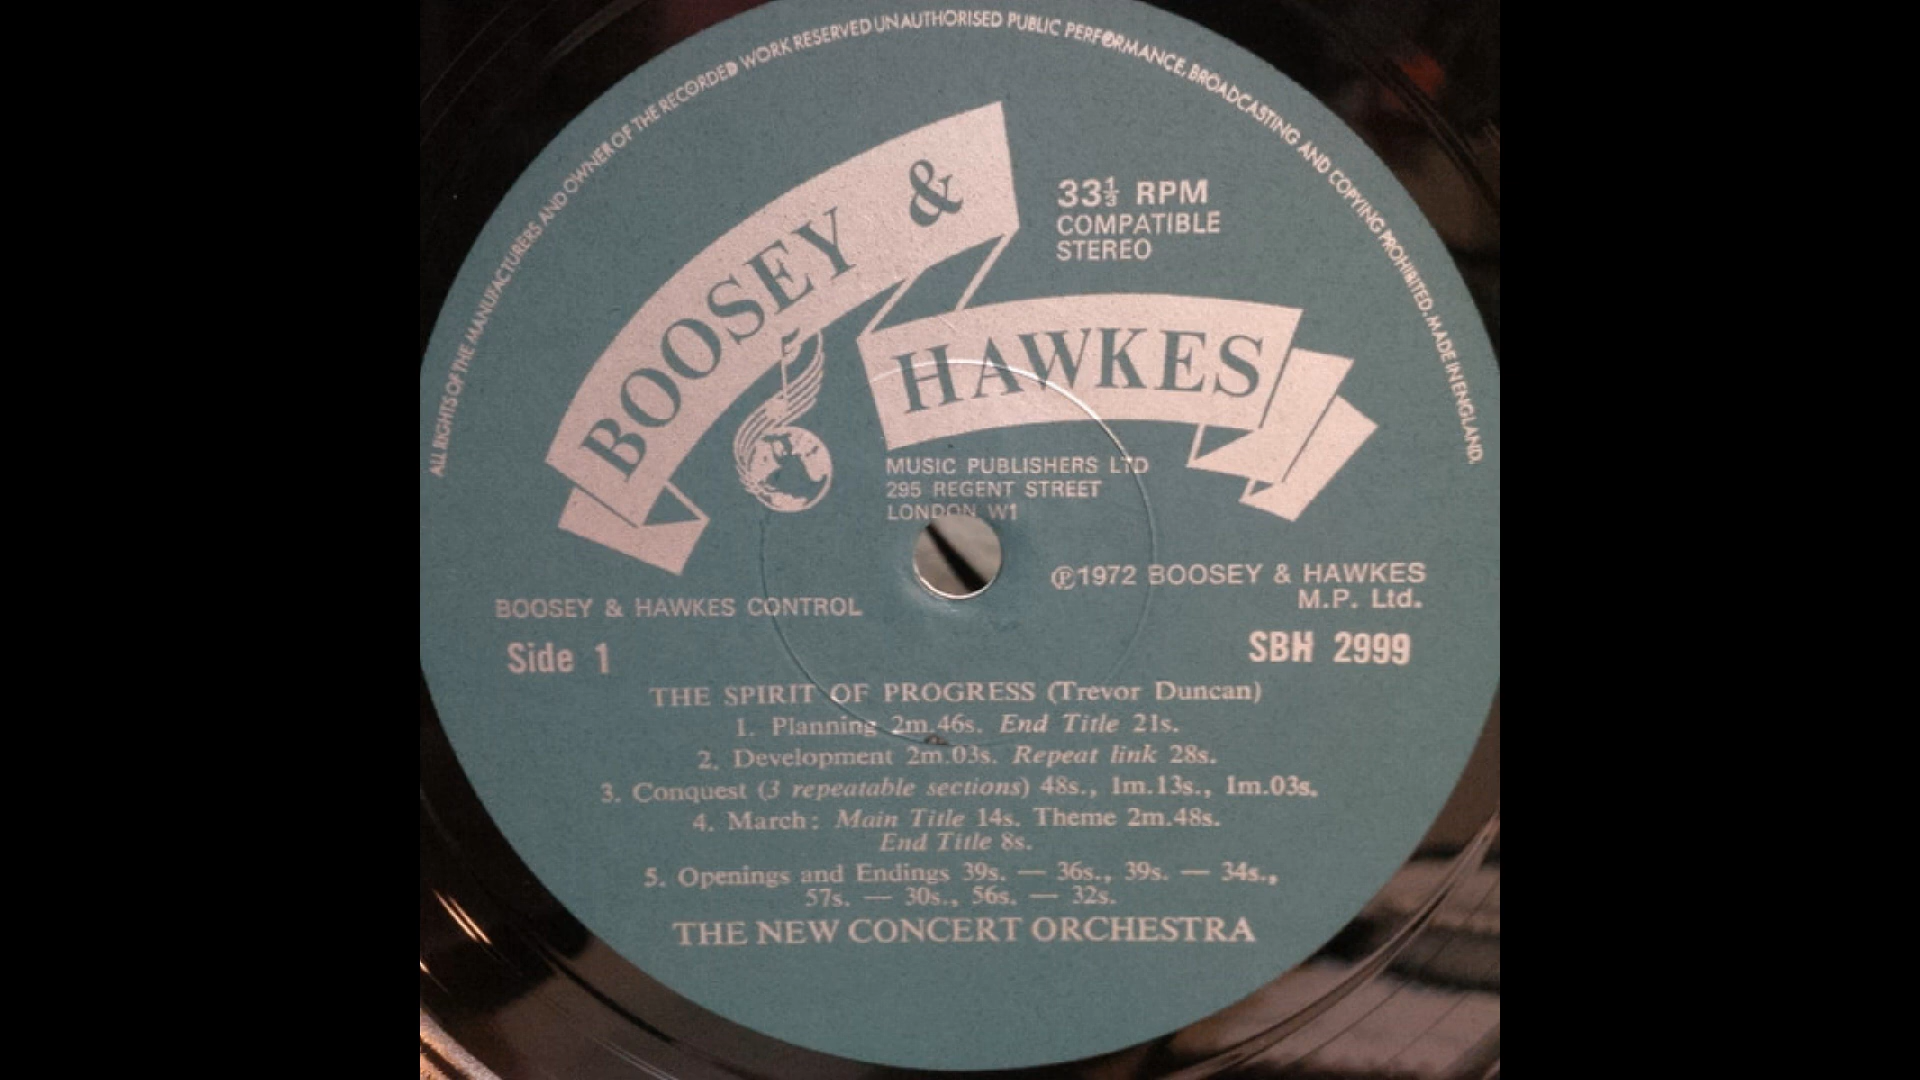 ALL RIGHTS OF THE MANUFACTURERS AND OWNER OF THE RECORDED WORK RESERVED UNAUTHORISED PUBLIC PERFORMANCE, BROADCASTING AND COPYING PROHIBITED. MADE IN ENGLAND.
BOOSEY &
HAWKES
33⅓ RPM
COMPATIBLE
STEREO
MUSIC PUBLISHERS LTD
295 REGENT STREET
LONDON W1
℗1972 BOOSEY & HAWKES
M.P. Ltd.
BOOSEY & HAWKES CONTROL
Side 1
SBH 2999
THE SPIRIT OF PROGRESS (Trevor Duncan)
1. Planning 2m.46s. End Title 21s.
2. Development 2m.03s. Repeat link 28s.
3. Conquest (3 repeatable sections) 48s., 1m.13s., 1m.03s.
4. March: Main Title 14s. Theme 2m.48s.
End Title 8s.
5. Openings and Endings 39s. — 36s., 39s. — 34s.,
57s. — 30s., 56s. — 32s.
THE NEW CONCERT ORCHESTRA